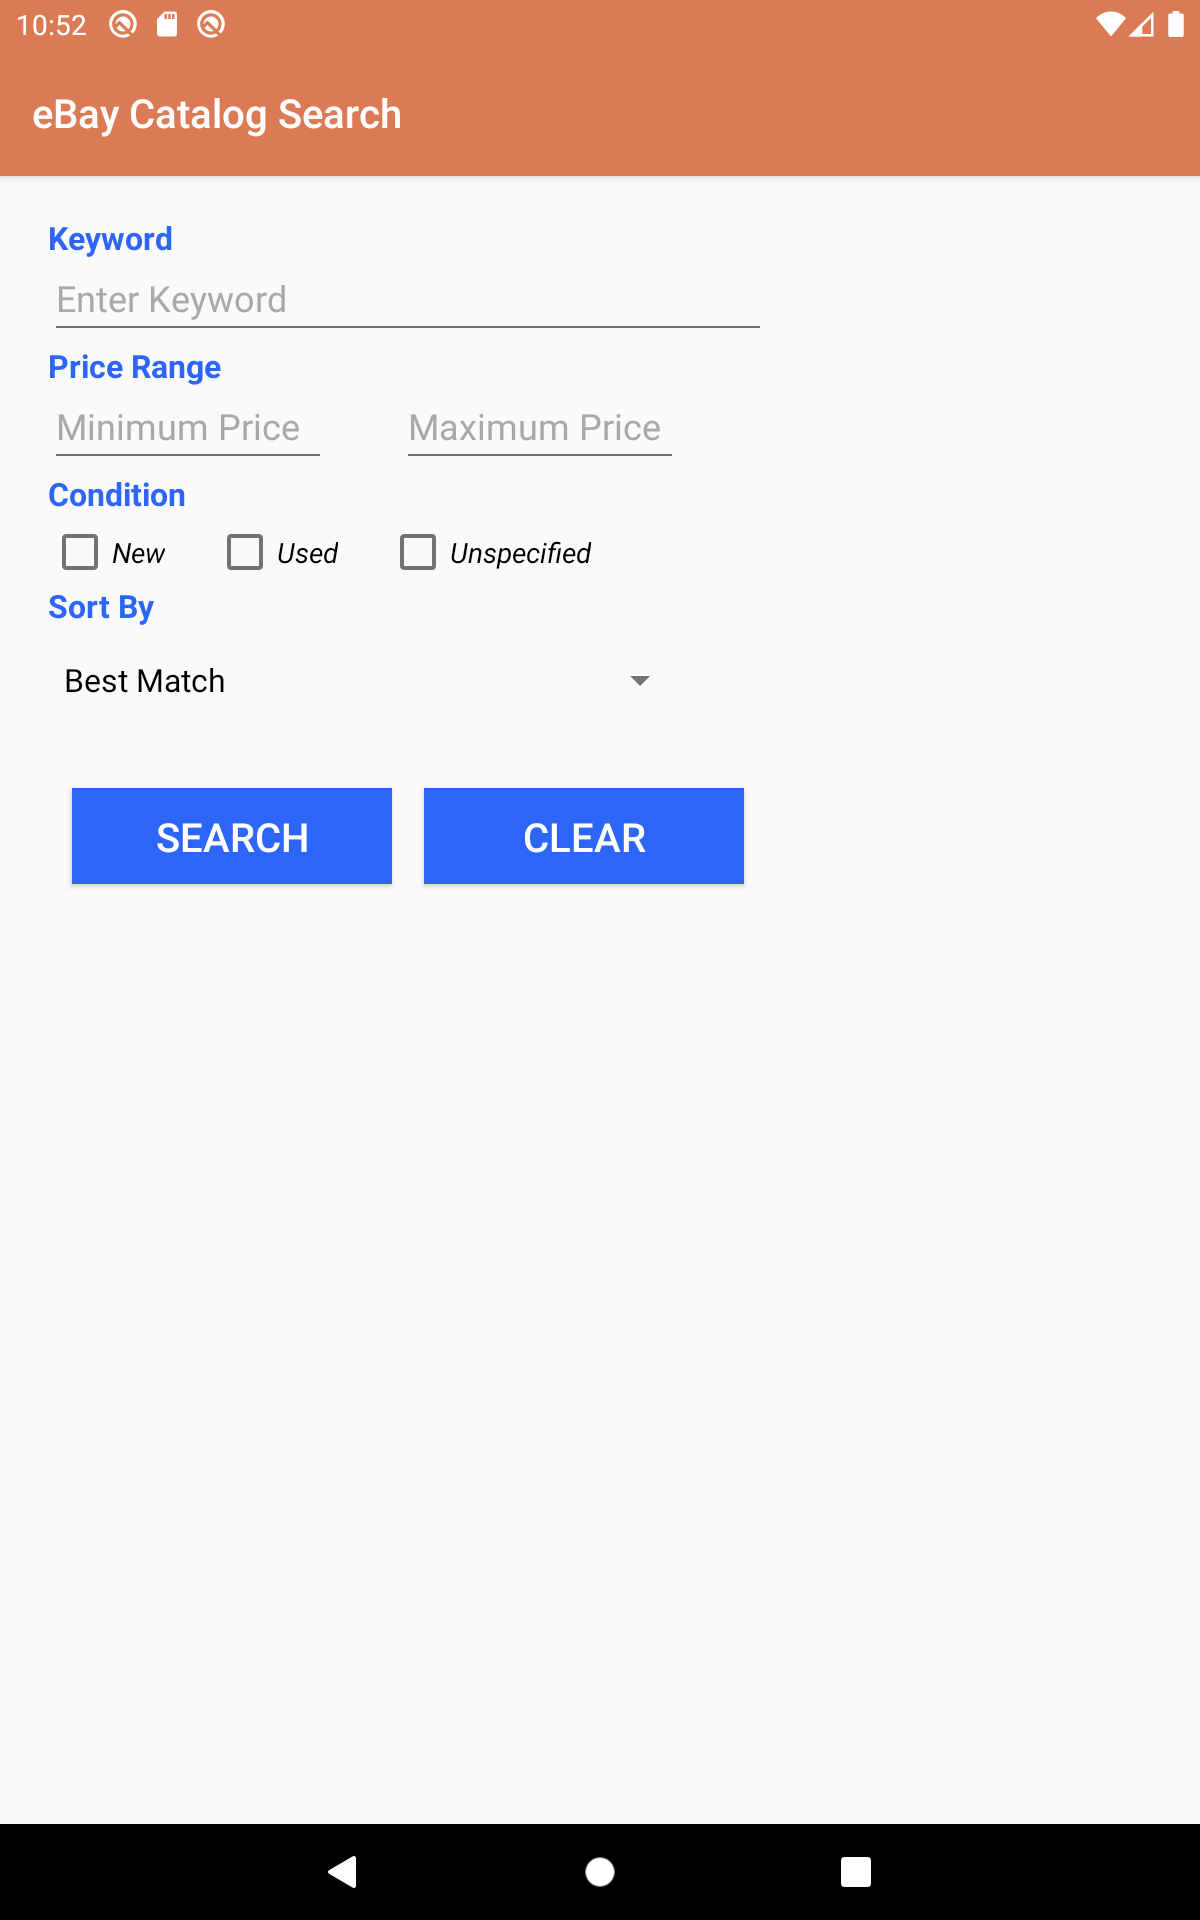 10:52
eBay Catalog Search
Keyword
Enter Keyword
Price Range
Minimum Price Maximum Price
Condition
New Used Unspecified
Sort By
Best Match
SEARCH CLEAR